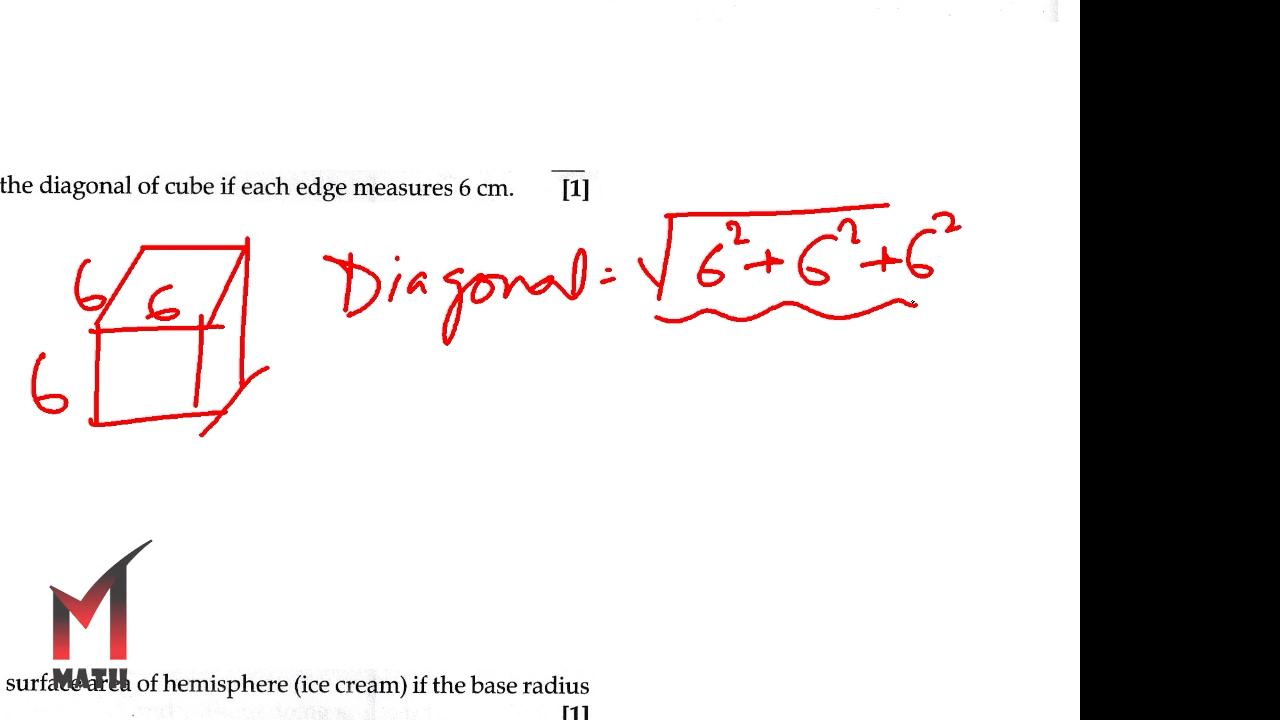 the diagonal of cube if each edge measures 6 cm. [1]
Diagonal = √6² + 6² + 6²
6 6
6
MATH
surface area of hemisphere (ice cream) if the base radius
[1]